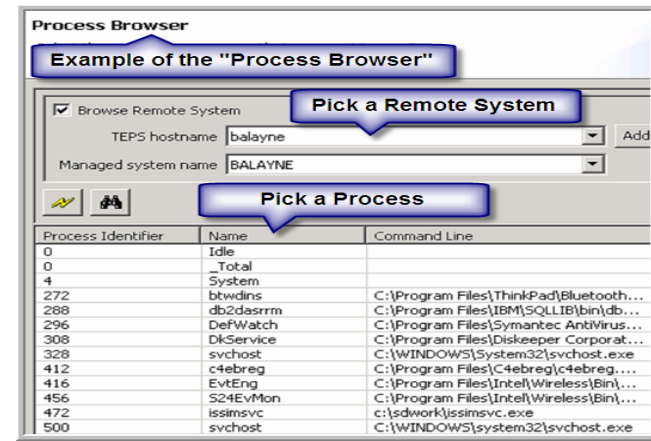 Process Browser
Example of the "Process Browser"
Browse Remote System
Pick a Remote System
TEPS hostname balayne Add
Managed system name BALAYNE
Pick a Process
Process Identifier Name Command Line
0 Idle
0 _Total
4 System
272 btwdins C:\Program Files\ThinkPad\Bluetooth...
288 db2dasrrm C:\Program Files\IBM\SQLLIB\bin\db...
296 DefWatch C:\Program Files\Symantec AntiVirus...
308 DkService C:\Program Files\Diskeeper Corporat...
328 svchost C:\WINDOWS\System32\svchost.exe
412 c4ebreg C:\Program Files\C4ebreg\c4ebreg....
416 EvtEng C:\Program Files\Intel\Wireless\Bin\...
456 S24EvMon C:\Program Files\Intel\Wireless\Bin\...
472 issimsvc c:\sdwork\issimsvc.exe
500 svchost C:\WINDOWS\system32\svchost.exe